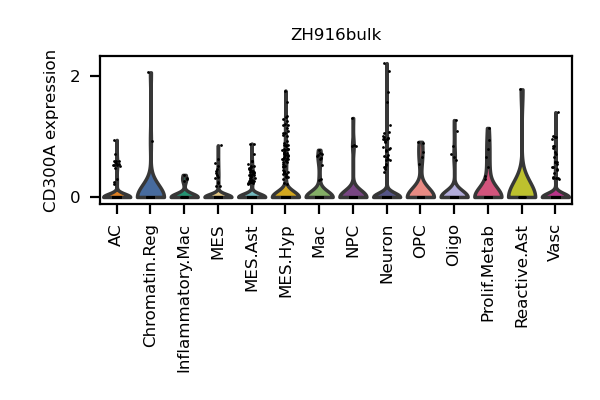 ZH916bulk
CD300A expression
2
0
AC
Chromatin.Reg
Inflammatory.Mac
MES
MES.Ast
MES.Hyp
Mac
NPC
Neuron
OPC
Oligo
Prolif.Metab
Reactive.Ast
Vasc